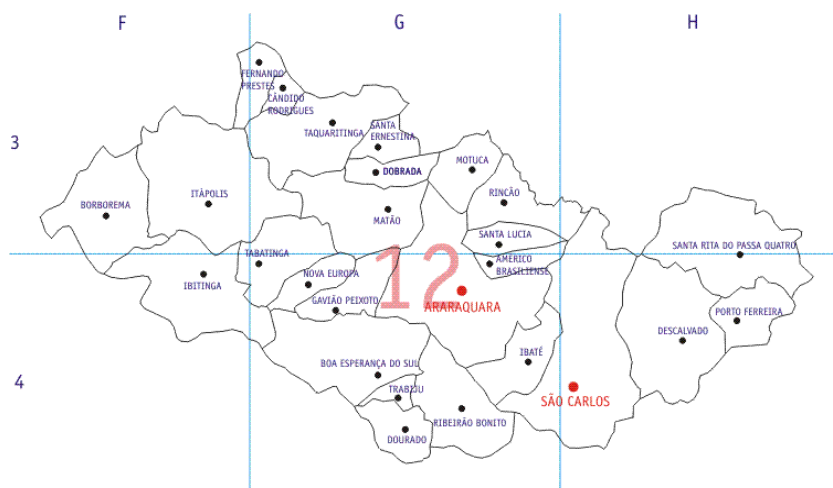 F
G
H
3
FERNANDO
PRESTES
CÂNDIDO
RODRIGUES
TAQUARITINGA
SANTA
ERNESTINA
DOBRADA
MOTUCA
BORBOREMA
ITÁPOLIS
RINCÃO
MATÃO
SANTA LUCIA
SANTA RITA DO PASSA QUATRO
TABATINGA
AMÉRICO
BRASILIENSE
IBITINGA
NOVA EUROPA
12
GAVIÃO PEIXOTO
ARARAQUARA
PORTO FERREIRA
DESCALVADO
4
BOA ESPERANÇA DO SUL
IBATÉ
TRABIJU
SÃO CARLOS
RIBEIRÃO BONITO
DOURADO